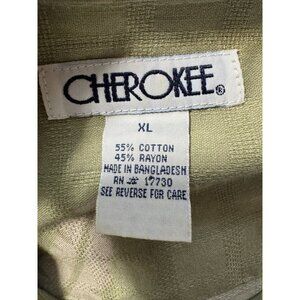 CHEROKEE®
XL
55% COTTON
45% RAYON
MADE IN BANGLADESH
RN # 17730
SEE REVERSE FOR CARE